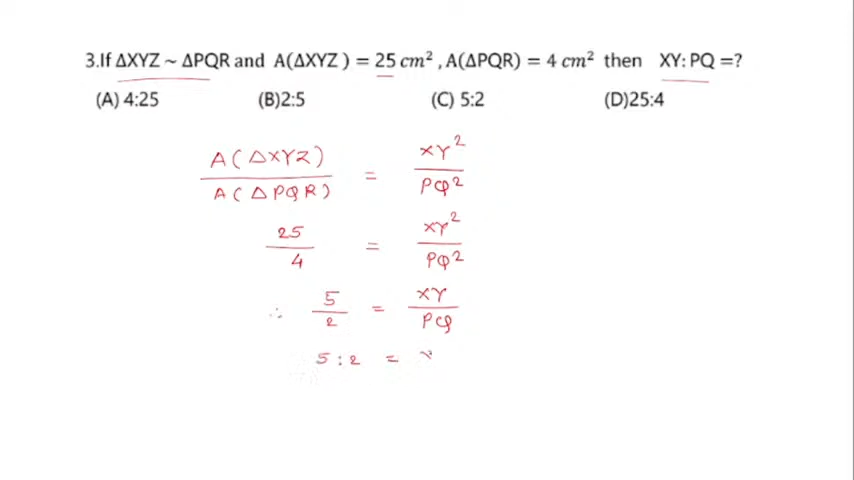 3.If ΔXYZ ~ ΔPQR and A(ΔXYZ ) = 25 cm² , A(ΔPQR) = 4 cm² then XY: PQ =?
(A) 4:25 (B)2:5 (C) 5:2 (D)25:4
A(ΔXYZ) / A(ΔPQR) = XY² / PQ²
25 / 4 = XY² / PQ²
∴ 5 / 2 = XY / PQ
5:2 =